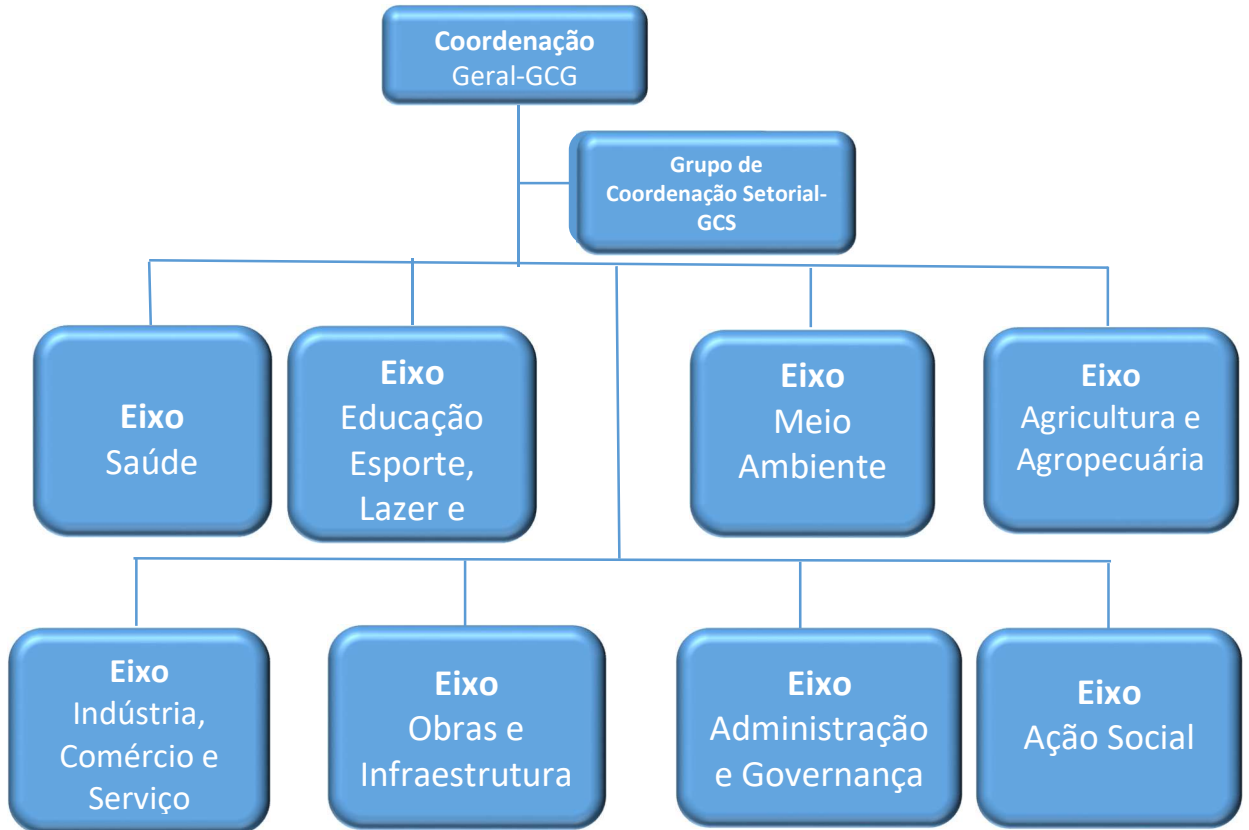 Coordenação
Geral-GCG
Grupo de
Coordenação Setorial-
GCS
Eixo
Saúde
Eixo
Educação
Esporte,
Lazer e
Eixo
Meio
Ambiente
Eixo
Agricultura e
Agropecuária
Eixo
Indústria,
Comércio e
Serviço
Eixo
Obras e
Infraestrutura
Eixo
Administração
e Governança
Eixo
Ação Social